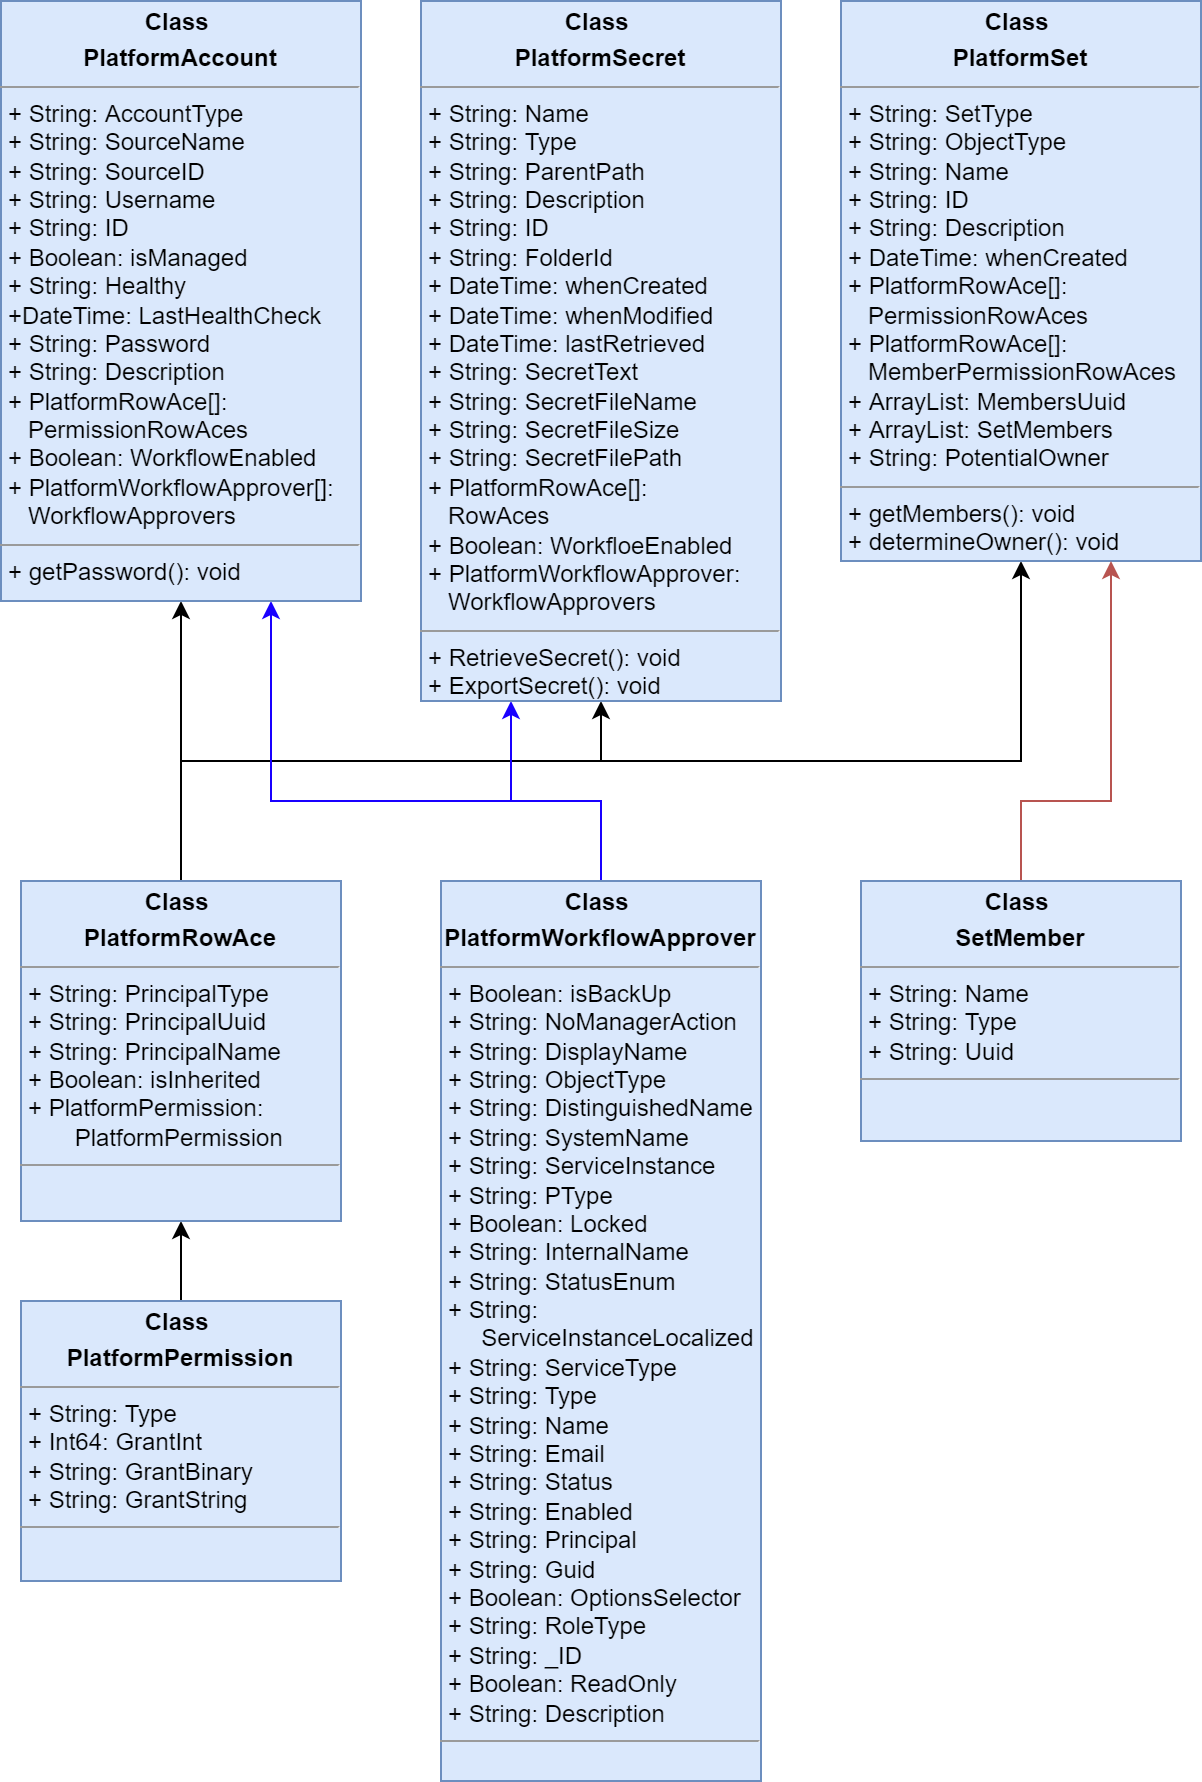 Class
PlatformAccount
+ String: AccountType
+ String: SourceName
+ String: SourceID
+ String: Username
+ String: ID
+ Boolean: isManaged
+ String: Healthy
+DateTime: LastHealthCheck
+ String: Password
+ String: Description
+ PlatformRowAce[]:
PermissionRowAces
+ Boolean: WorkflowEnabled
+ PlatformWorkflowApprover[]:
WorkflowApprovers
+ getPassword(): void
Class
PlatformSecret
+ String: Name
+ String: Type
+ String: ParentPath
+ String: Description
+ String: ID
+ String: FolderId
+ DateTime: whenCreated
+ DateTime: whenModified
+ DateTime: lastRetrieved
+ String: SecretText
+ String: SecretFileName
+ String: SecretFileSize
+ String: SecretFilePath
+ PlatformRowAce[]:
RowAces
+ Boolean: WorkfloeEnabled
+ PlatformWorkflowApprover:
WorkflowApprovers
+ RetrieveSecret(): void
+ ExportSecret(): void
Class
PlatformSet
+ String: SetType
+ String: ObjectType
+ String: Name
+ String: ID
+ String: Description
+ DateTime: whenCreated
+ PlatformRowAce[]:
PermissionRowAces
+ PlatformRowAce[]:
MemberPermissionRowAces
+ ArrayList: MembersUuid
+ ArrayList: SetMembers
+ String: PotentialOwner
+ getMembers(): void
+ determineOwner(): void
Class
PlatformRowAce
+ String: PrincipalType
+ String: PrincipalUuid
+ String: PrincipalName
+ Boolean: isInherited
+ PlatformPermission:
PlatformPermission
Class
PlatformPermission
+ String: Type
+ Int64: GrantInt
+ String: GrantBinary
+ String: GrantString
Class
PlatformWorkflowApprover
+ Boolean: isBackUp
+ String: NoManagerAction
+ String: DisplayName
+ String: ObjectType
+ String: DistinguishedName
+ String: SystemName
+ String: ServiceInstance
+ String: PType
+ Boolean: Locked
+ String: InternalName
+ String: StatusEnum
+ String:
ServiceInstanceLocalized
+ String: ServiceType
+ String: Type
+ String: Name
+ String: Email
+ String: Status
+ String: Enabled
+ String: Principal
+ String: Guid
+ Boolean: OptionsSelector
+ String: RoleType
+ String: _ID
+ Boolean: ReadOnly
+ String: Description
Class
SetMember
+ String: Name
+ String: Type
+ String: Uuid